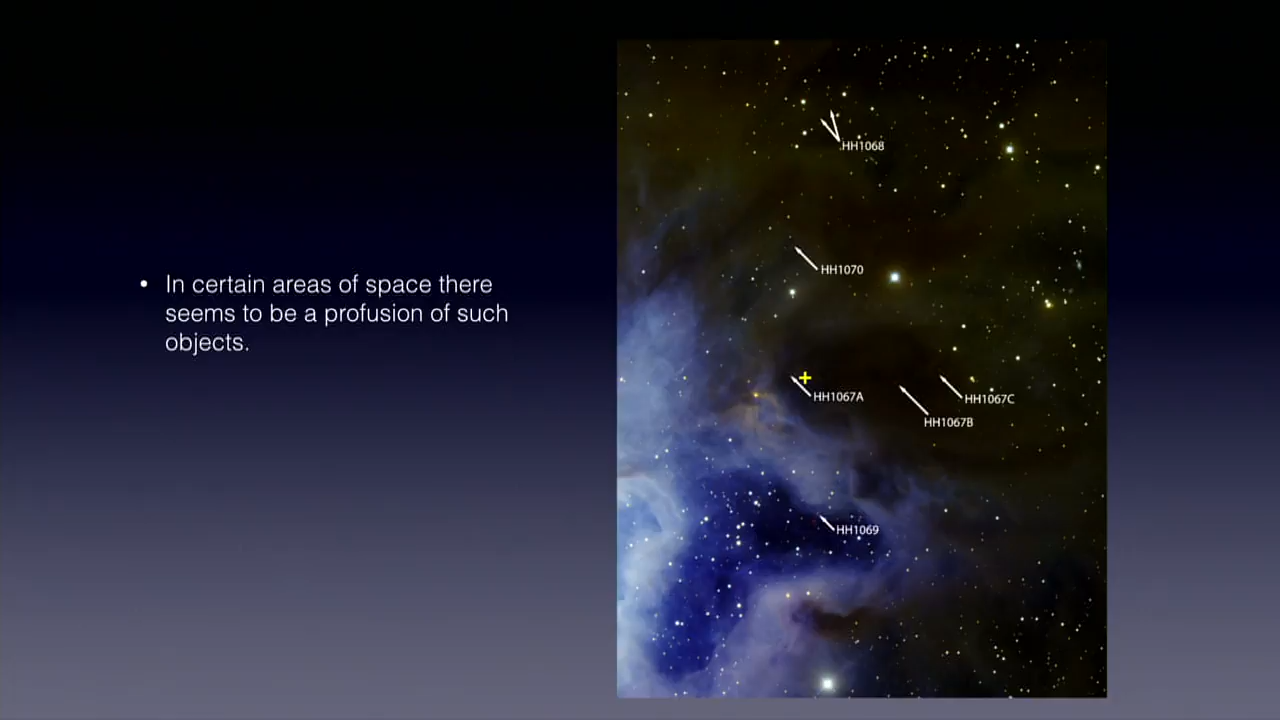 • In certain areas of space there
seems to be a profusion of such
objects.
HH1068
HH1070
HH1067A
HH1067B
HH1067C
HH1069